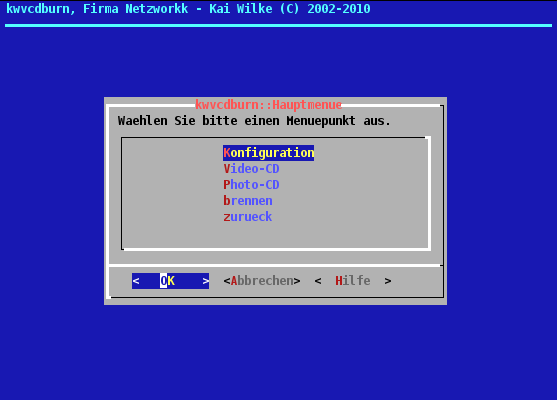 kwvcdburn, Firma Netzworkk - Kai Wilke (C) 2002-2010
kwvcdburn::Hauptmenue
Waehlen Sie bitte einen Menuepunkt aus.
Konfiguration
Video-CD
Photo-CD
brennen
zurueck
< OK > <Abbrechen> < Hilfe >